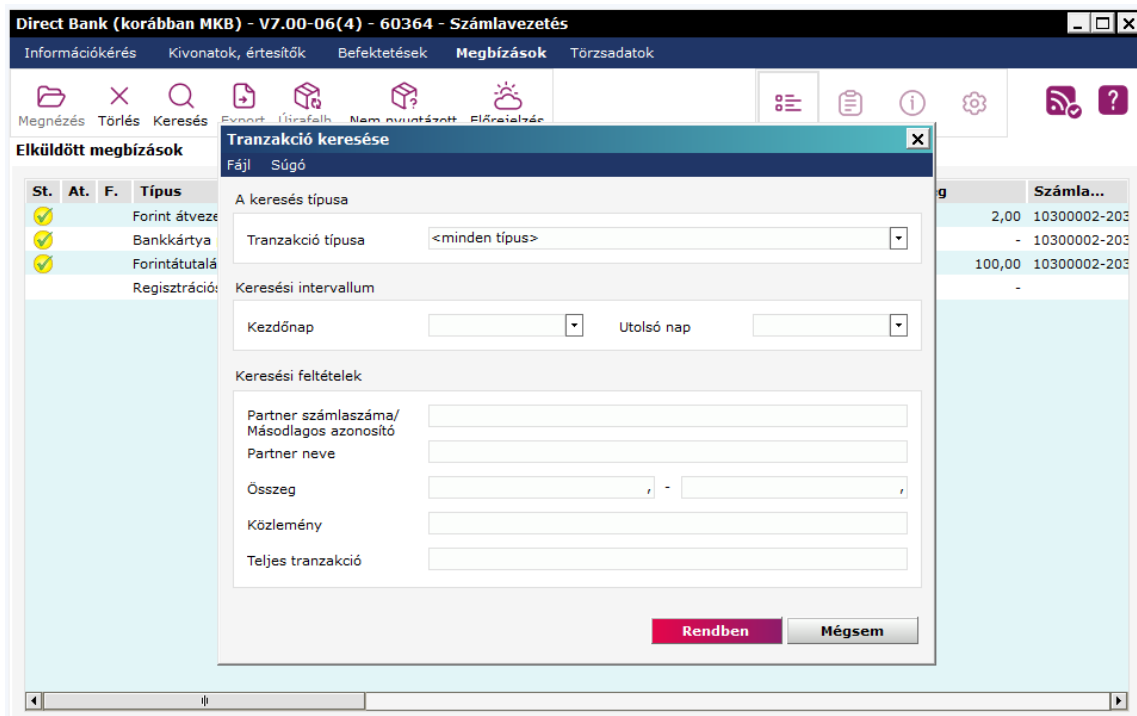 Direct Bank (korábban MKB) - V7.00-06(4) - 60364 - Számlavezetés
Információkérés Kivonatok, értesítők Befektetések Megbízások Törzsadatok
Megnézés Törlés Keresés Export Újrafelh. Nem nyugtázott Előrejelzés
Elküldött megbízások
Tranzakció keresése
Fájl Súgó
St. At. F. Típus g Számla...
Forint átveze 2,00 10300002-203
Bankkártya - 10300002-203
Forintátutalá 100,00 10300002-203
Regisztrációs -
A keresés típusa
Tranzakció típusa <minden típus>
Keresési intervallum
Kezdőnap Utolsó nap
Keresési feltételek
Partner számlaszáma/
Másodlagos azonosító
Partner neve
Összeg , - ,
Közlemény
Teljes tranzakció
Rendben Mégsem